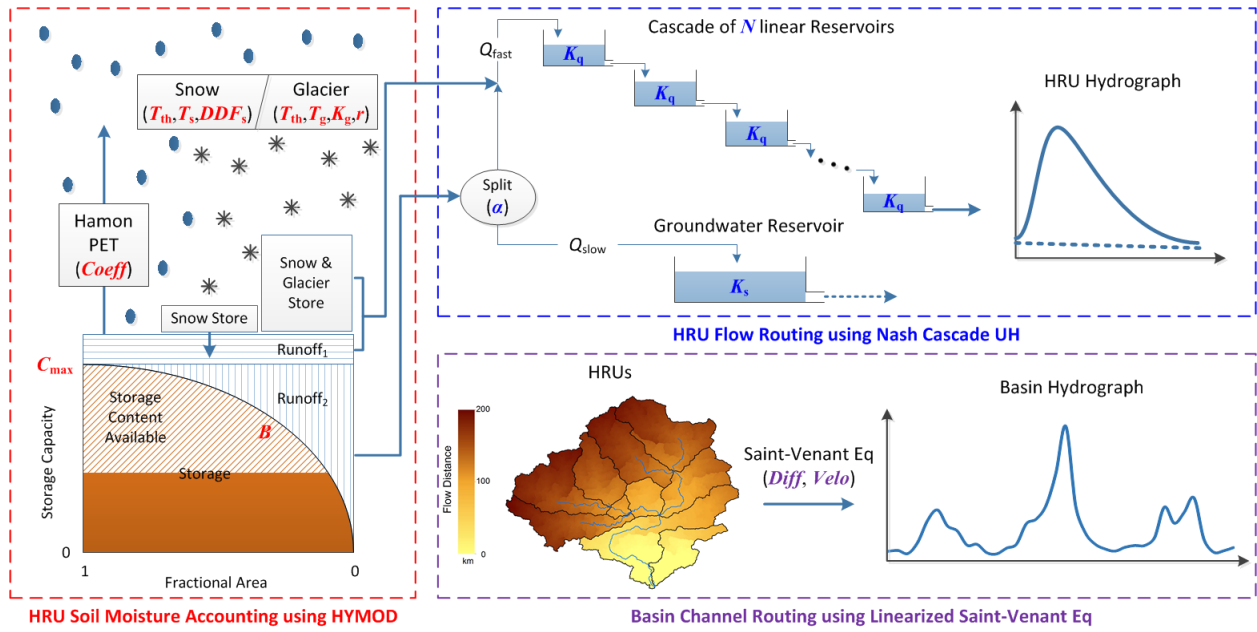 Snow
(Tth,Ts,DDFs)
Glacier
(Tth,Tg,Kg,r)
Hamon
PET
(Coeff)
Snow &
Glacier
Store
Snow Store
Runoff1
Cmax
Runoff2
Storage
Content
Available
B
Storage
Storage Capacity
0
1
0
Fractional Area
HRU Soil Moisture Accounting using HYMOD
Qfast
Cascade of N linear Reservoirs
Kq
Kq
Kq
Kq
Split
(α)
Qslow
Groundwater Reservoir
Ks
HRU Hydrograph
HRU Flow Routing using Nash Cascade UH
HRUs
Flow Distance
200
100
0
km
Saint-Venant Eq
(Diff, Velo)
Basin Hydrograph
Basin Channel Routing using Linearized Saint-Venant Eq